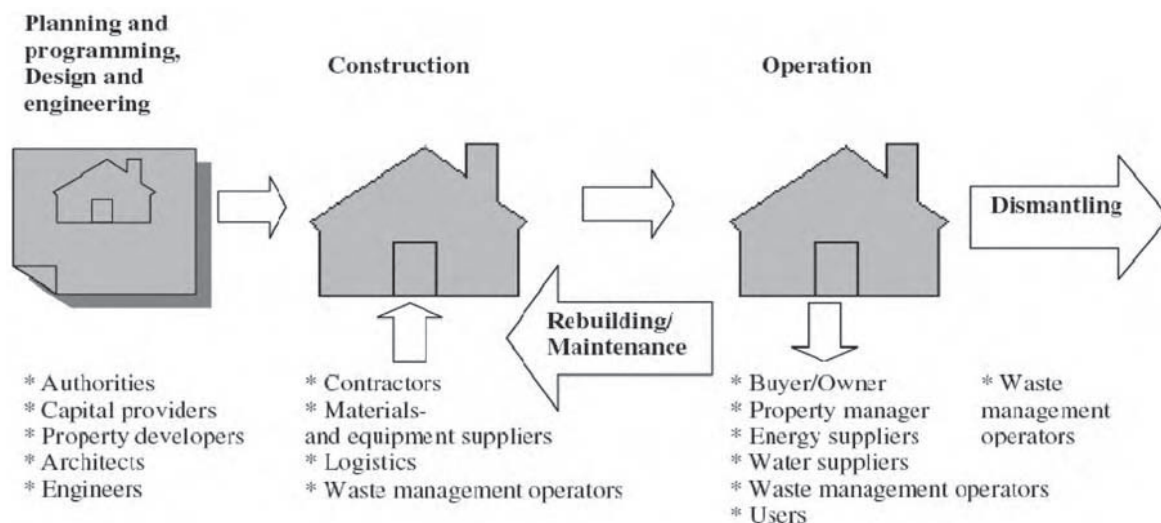 Planning and
programming,
Design and
engineering
Construction
Operation
Dismantling
Rebuilding/
Maintenance
* Authorities
* Capital providers
* Property developers
* Architects
* Engineers
* Contractors
* Materials-
and equipment suppliers
* Logistics
* Waste management operators
* Buyer/Owner
* Property manager
* Energy suppliers
* Water suppliers
* Waste management operators
* Users
* Waste
management
operators